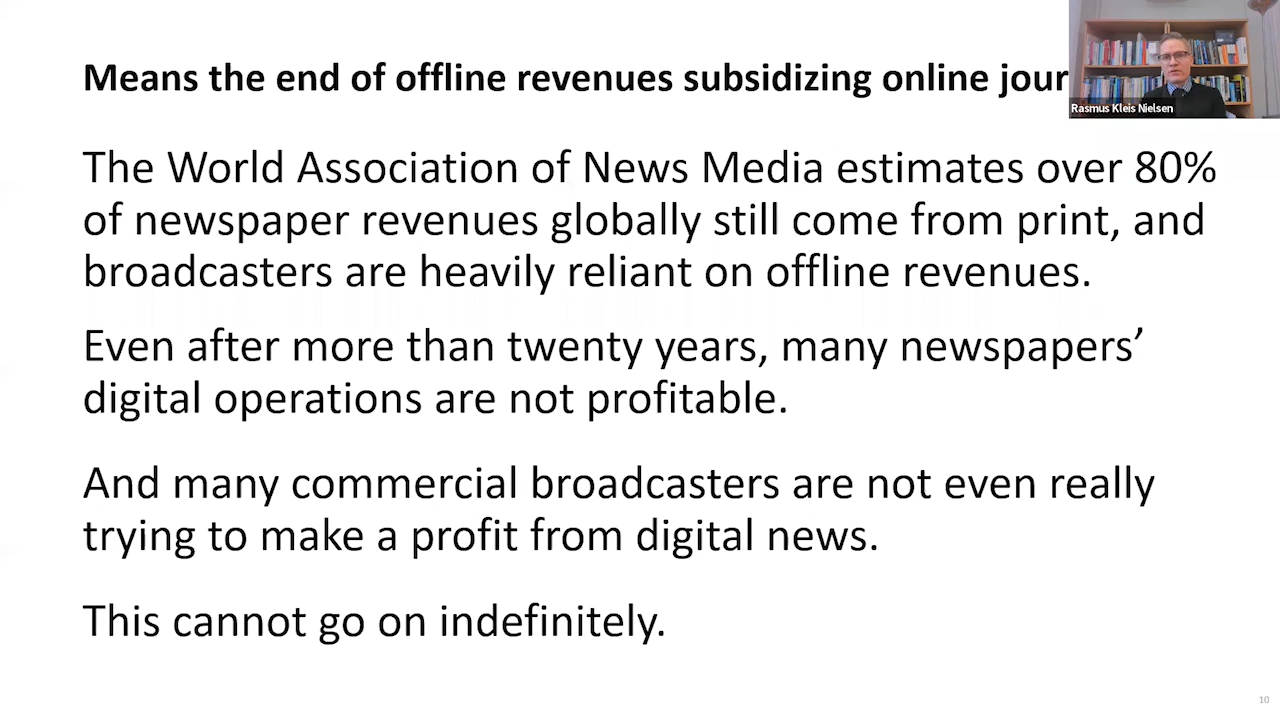 Means the end of offline revenues subsidizing online jour
Rasmus Kleis Nielsen
The World Association of News Media estimates over 80%
of newspaper revenues globally still come from print, and
broadcasters are heavily reliant on offline revenues.
Even after more than twenty years, many newspapers’
digital operations are not profitable.
And many commercial broadcasters are not even really
trying to make a profit from digital news.
This cannot go on indefinitely.
10